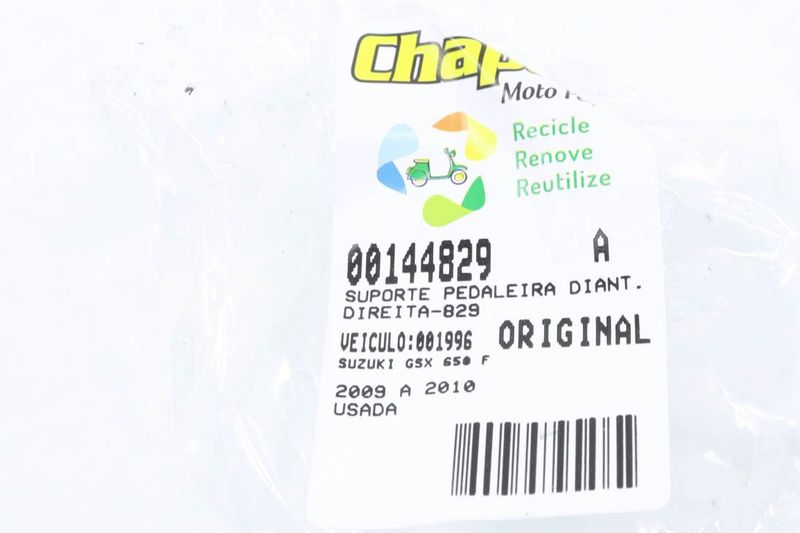 Chap
Moto
Recicle
Renove
Reutilize
00144829 A
SUPORTE PEDALEIRA DIANT.
DIREITA-829
VEICULO:001996 ORIGINAL
SUZUKI GSX 650 F
2009 A 2010
USADA